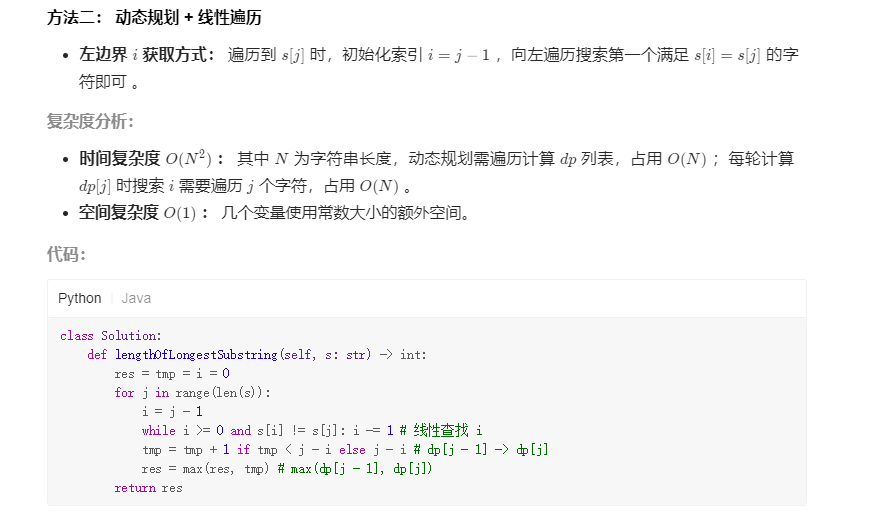 方法二： 动态规划 + 线性遍历
• 左边界 i 获取方式： 遍历到 s[j] 时，初始化索引 i = j − 1 ，向左遍历搜索第一个满足 s[i] = s[j] 的字
符即可 。
复杂度分析：
• 时间复杂度 O(N²) ： 其中 N 为字符串长度，动态规划需遍历计算 dp 列表，占用 O(N) ；每轮计算
dp[j] 时搜索 i 需要遍历 j 个字符，占用 O(N) 。
• 空间复杂度 O(1) ： 几个变量使用常数大小的额外空间。
代码：
Python Java
class Solution:
    def lengthOfLongestSubstring(self, s: str) -> int:
        res = tmp = i = 0
        for j in range(len(s)):
            i = j - 1
            while i >= 0 and s[i] != s[j]: i -= 1 # 线性查找 i
            tmp = tmp + 1 if tmp < j - i else j - i # dp[j - 1] -> dp[j]
            res = max(res, tmp) # max(dp[j - 1], dp[j])
        return res